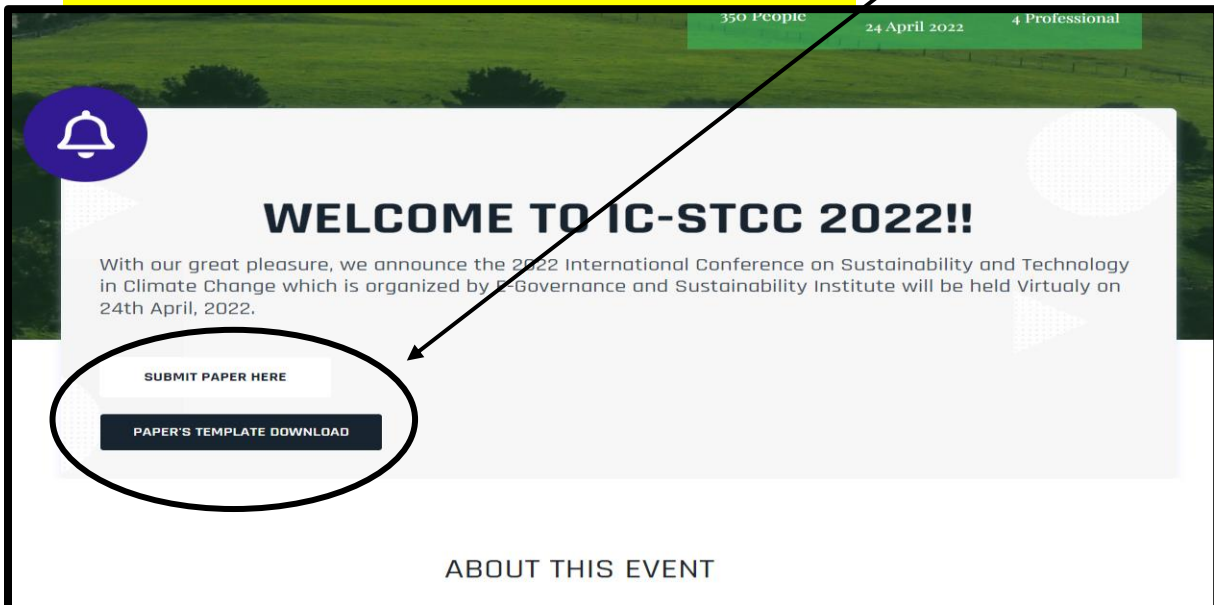 350 People
24 April 2022
4 Professional
WELCOME TO IC-STCC 2022!!
With our great pleasure, we announce the 2022 International Conference on Sustainability and Technology
in Climate Change which is organized by E-Governance and Sustainability Institute will be held Virtualy on
24th April, 2022.
SUBMIT PAPER HERE
PAPER'S TEMPLATE DOWNLOAD
ABOUT THIS EVENT